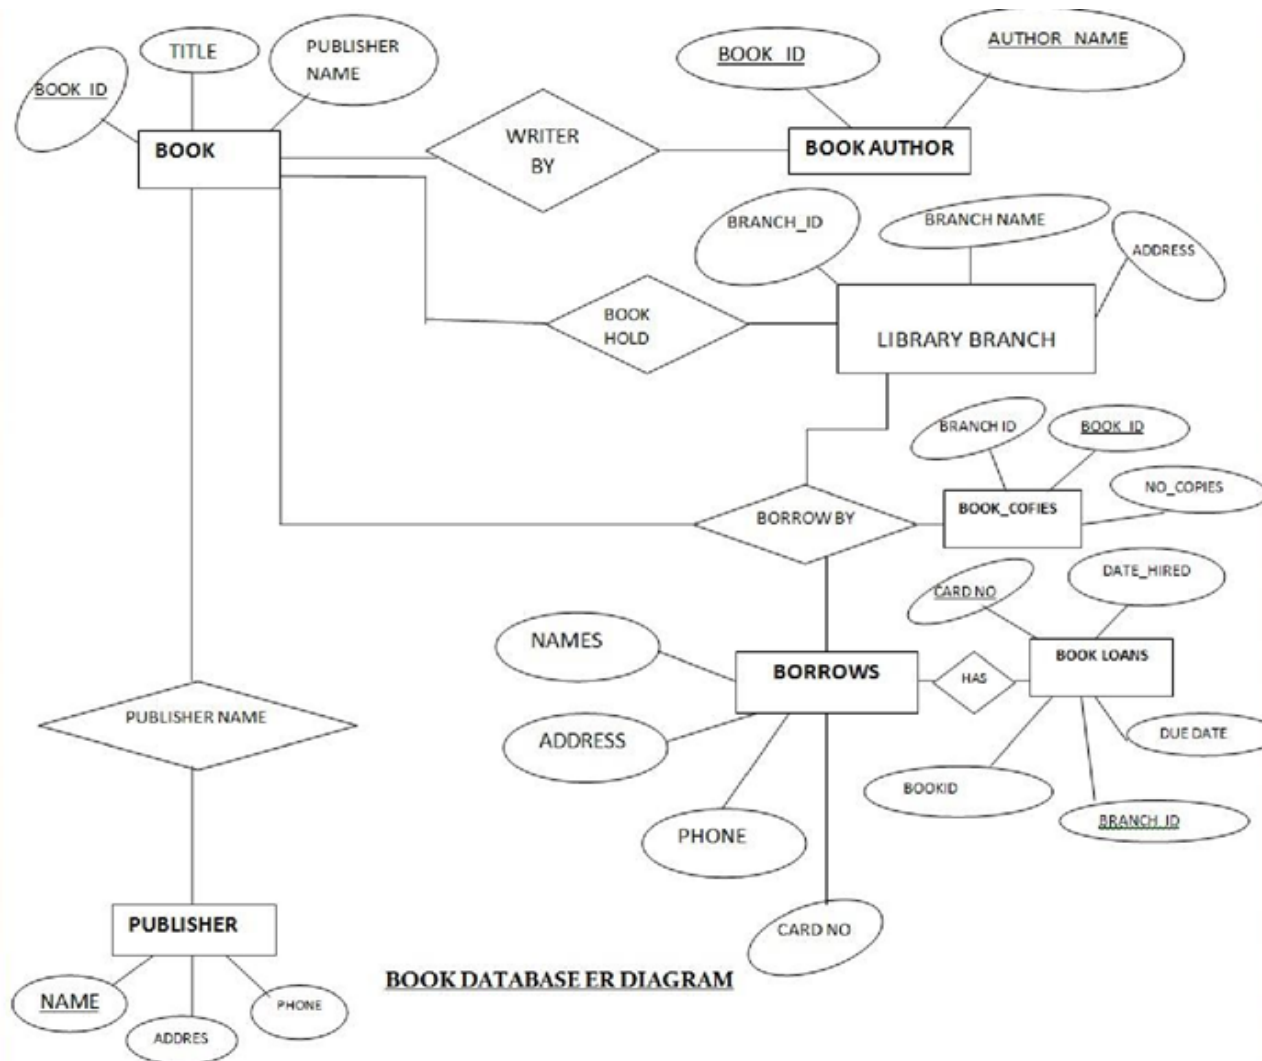 TITLE
PUBLISHER
NAME
BOOK_ID
BOOK
WRITER
BY
BOOK_ID
AUTHOR_NAME
BOOK AUTHOR
BRANCH_ID
BRANCH NAME
ADDRESS
BOOK
HOLD
LIBRARY BRANCH
BRANCH ID
BOOK_ID
NO_COPIES
BOOK_COFIES
BORROW BY
CARD NO
DATE_HIRED
NAMES
BORROWS
HAS
BOOK LOANS
ADDRESS
DUE DATE
BOOKID
BRANCH_ID
PHONE
CARD NO
PUBLISHER NAME
PUBLISHER
NAME
ADDRES
PHONE
BOOK DATABASE ER DIAGRAM